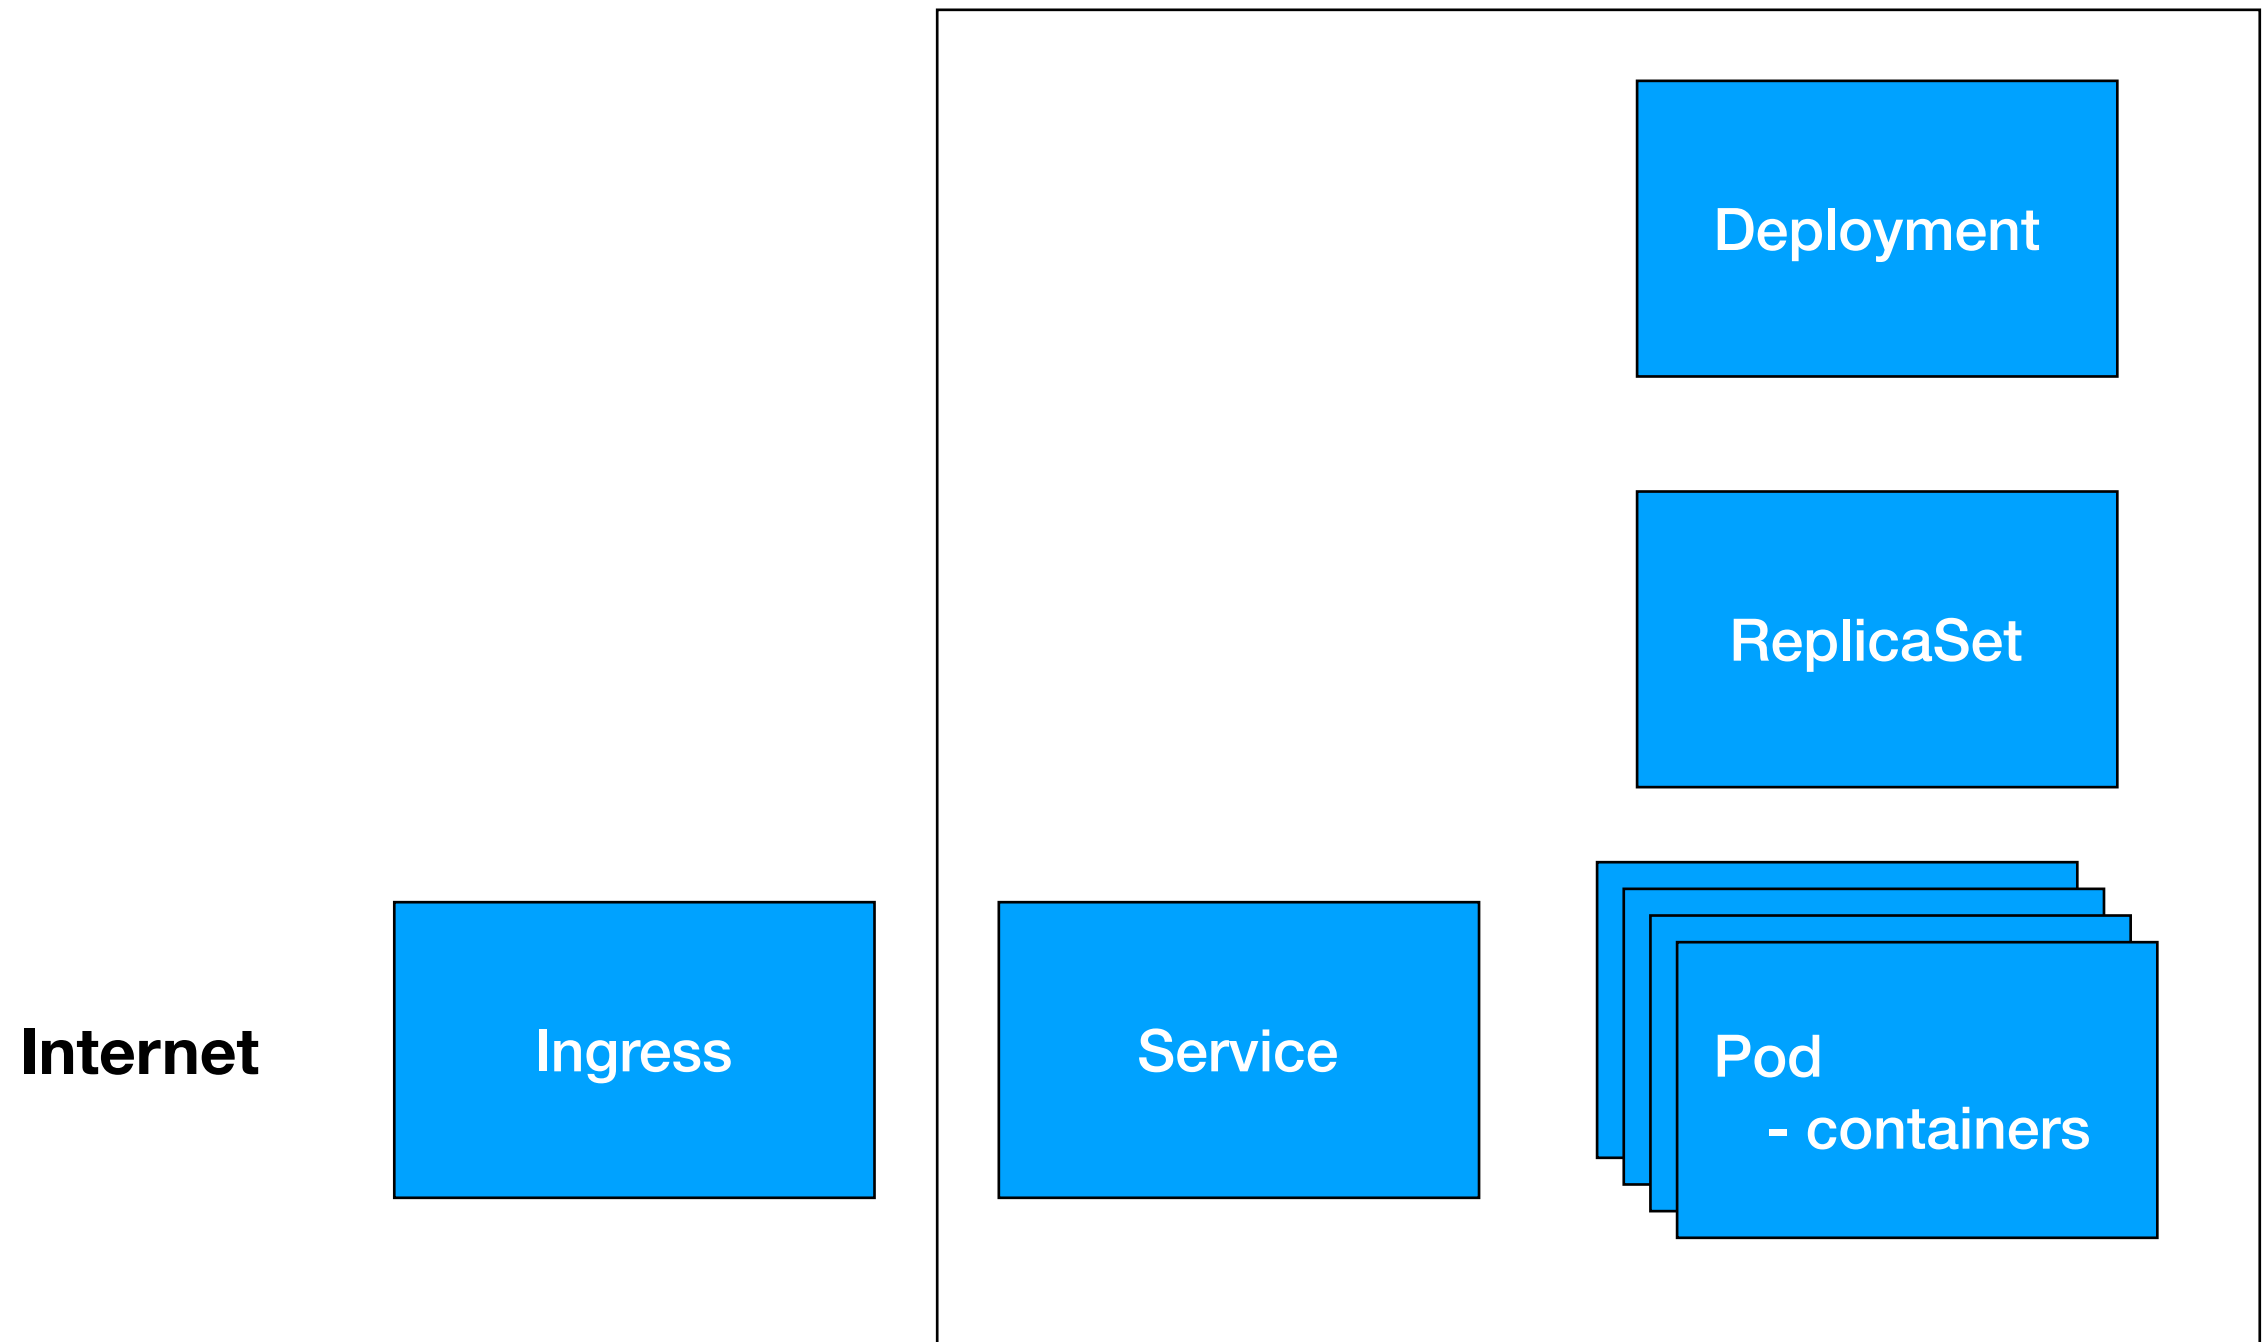 Deployment
ReplicaSet
Internet
Ingress
Service
Pod
- containers